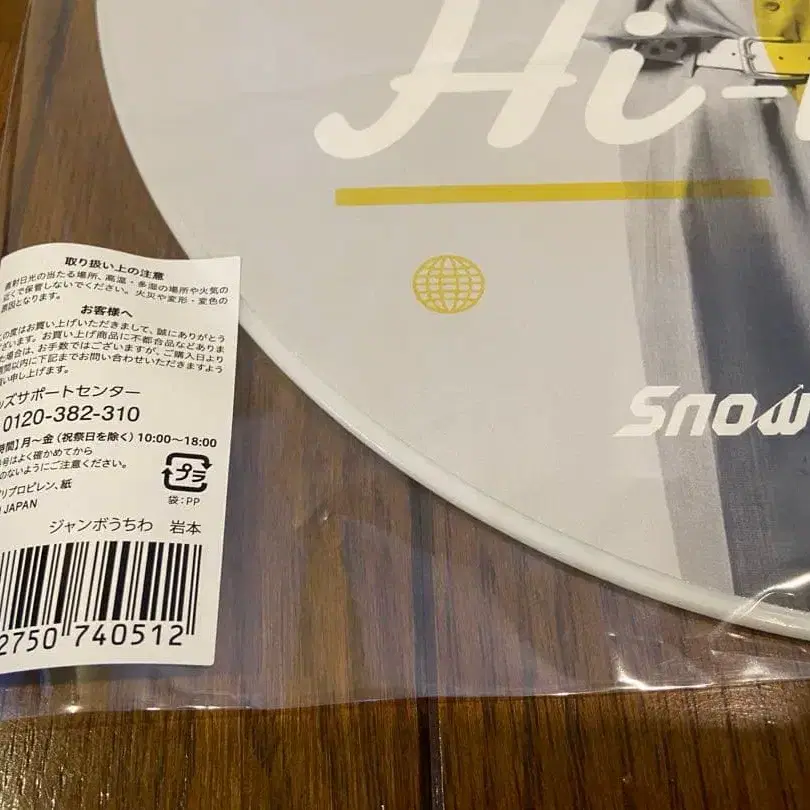 Hi-
Snow
取り扱い上の注意
直射日光の当たる場所、高温・多湿の場所や火気の
近くで保管しないでください。火災や変形・変色の
原因となります。
お客様へ
の度はお買い上げいただきまして、誠にありがとう
ざいます。お買い上げ商品に不都合品などありま
た場合は、お手数ではございますが、ご購入日より
間以内に下記までお問い合わせいただきますよう
い申し上げます。
ッズサポートセンター
0120-382-310
時間】月～金（祝祭日を除く）10:00～18:00
号はよく確かめてから
のないようにご注意ください。
リプロピレン、紙
JAPAN
プラ
袋：PP
ジャンボうちわ 岩本
2750 740512